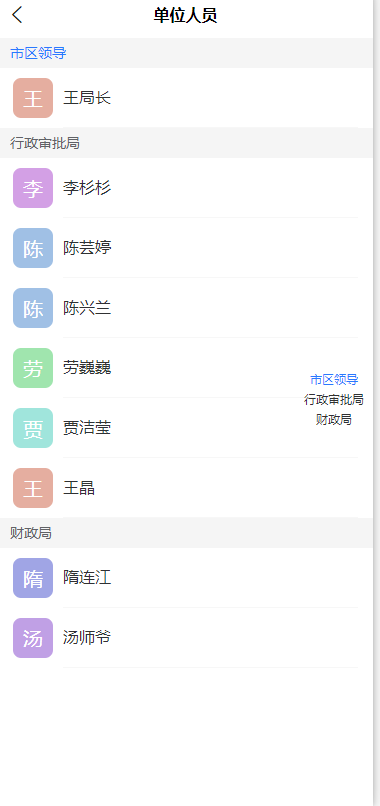 单位人员
市区领导
王 王局长
行政审批局
李 李杉杉
陈 陈芸婷
陈 陈兴兰
劳 劳巍巍
市区领导
行政审批局
财政局
贾 贾洁莹
王 王晶
财政局
隋 隋连江
汤 汤师爷